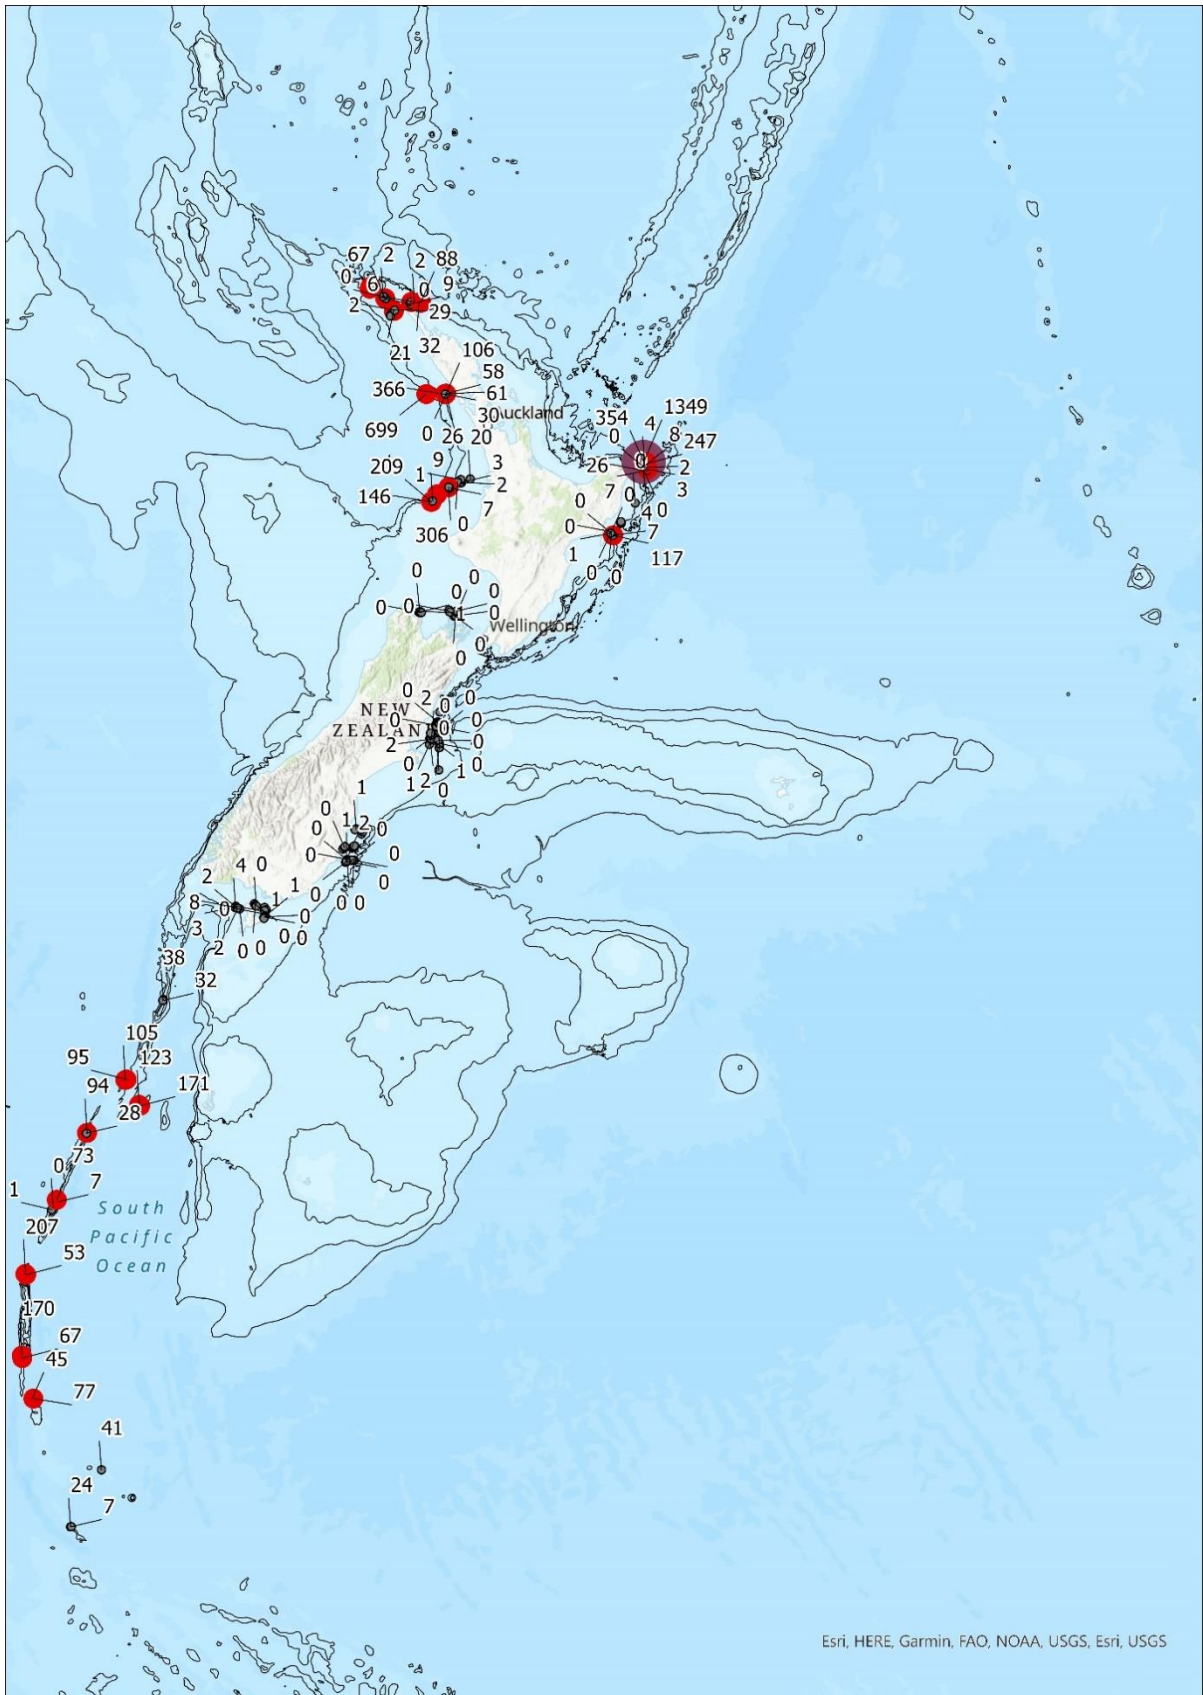 67 2 2 88
0 6 0 9
2 29
21 32 106
58
366 61
30 Auckland
699 0 26 20
354 4 1349
0 8 247
26 0 2
7 0 3
209 1 9 3
146 2
7
306 0
0 4 0
0 7
1 117
0 0
0 0
0 0 0 0
1 0
Wellington
0
0
0 2 0
0
NEW
0 0 0
ZEALAN
2 0
0 1 0
1 2 0
1
0
0 1 2 0
0 0
0
4 0
2 1 0
8 0 1
3 0 0 0
2 0 0 0 0
38
32
105
95 123
94 171
28
73
0
1 7
South
207 Pacific
53 Ocean
170
67
45
77
41
24
7
Esri, HERE, Garmin, FAO, NOAA, USGS, Esri, USGS